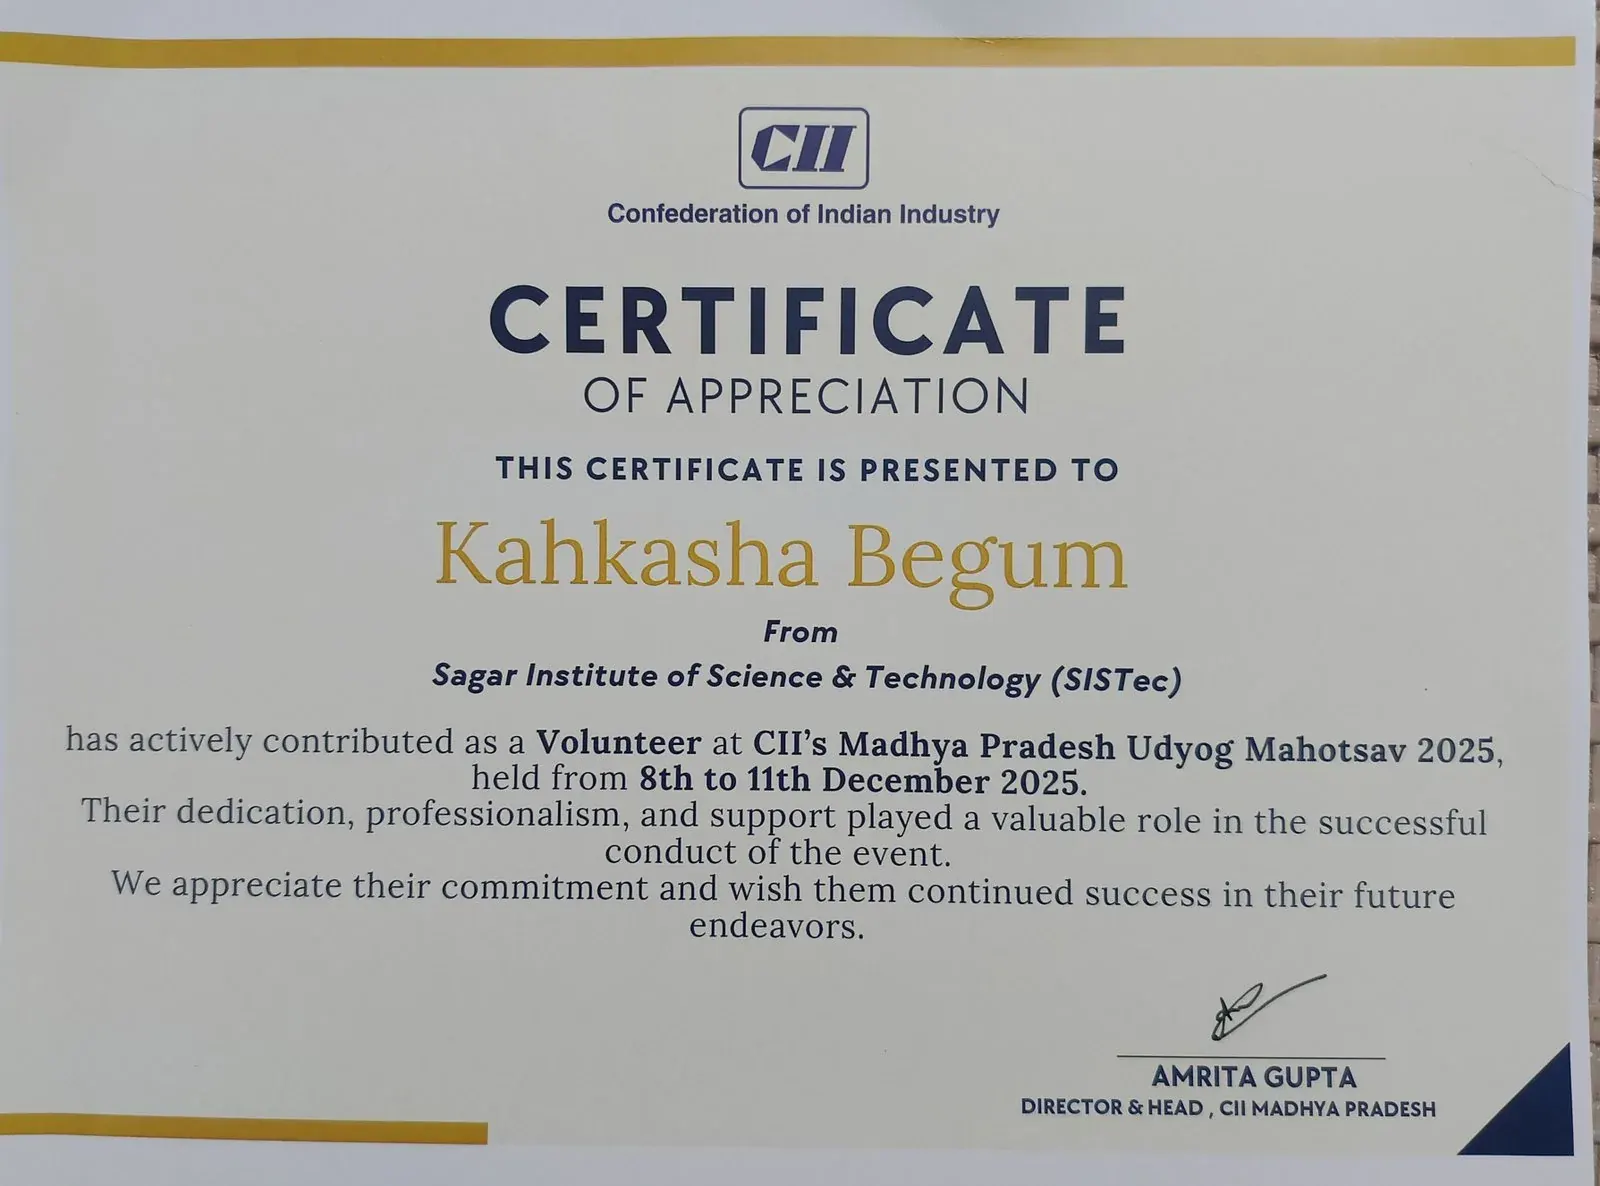 CII
Confederation of Indian Industry
CERTIFICATE
OF APPRECIATION
THIS CERTIFICATE IS PRESENTED TO
Kahkasha Begum
From
Sagar Institute of Science & Technology (SISTec)
has actively contributed as a Volunteer at CII's Madhya Pradesh Udyog Mahotsav 2025,
held from 8th to 11th December 2025.
Their dedication, professionalism, and support played a valuable role in the successful
conduct of the event.
We appreciate their commitment and wish them continued success in their future
endeavors.
AMRITA GUPTA
DIRECTOR & HEAD , CII MADHYA PRADESH